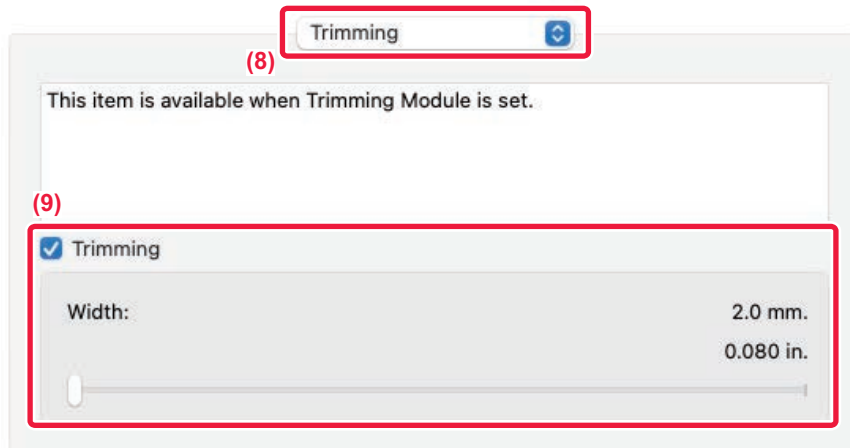 Trimming
(8)
This item is available when Trimming Module is set.
(9)
Trimming
Width:
2.0 mm.
0.080 in.